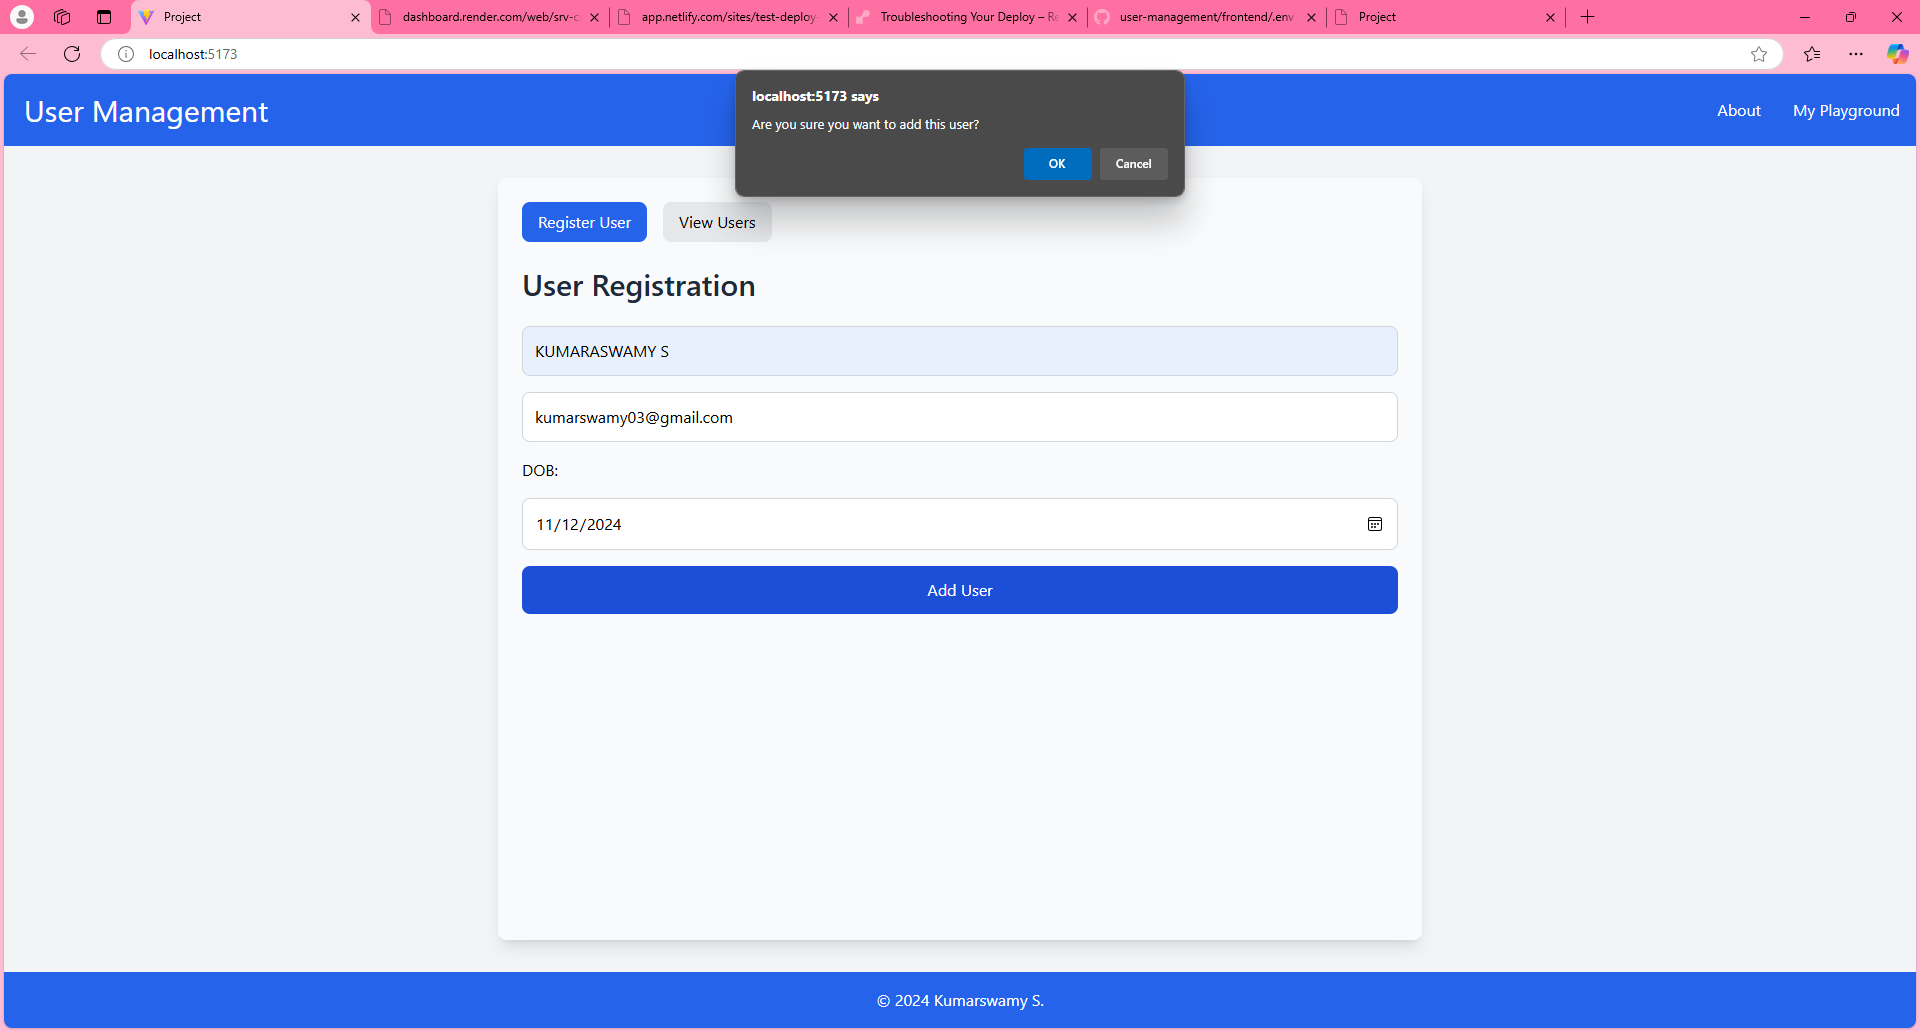 Project
dashboard.render.com/web/srv-c
app.netlify.com/sites/test-deploy-
Troubleshooting Your Deploy – Re
user-management/frontend/.env
Project
localhost:5173
User Management
About
My Playground
localhost:5173 says
Are you sure you want to add this user?
OK
Cancel
Register User
View Users
User Registration
KUMARASWAMY S
kumarswamy03@gmail.com
DOB:
11/12/2024
Add User
© 2024 Kumarswamy S.